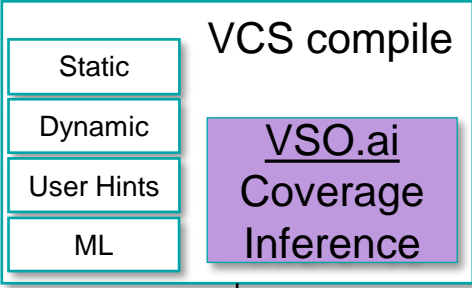 VCS compile
Static
Dynamic
User Hints
ML
VSO.ai
Coverage
Inference